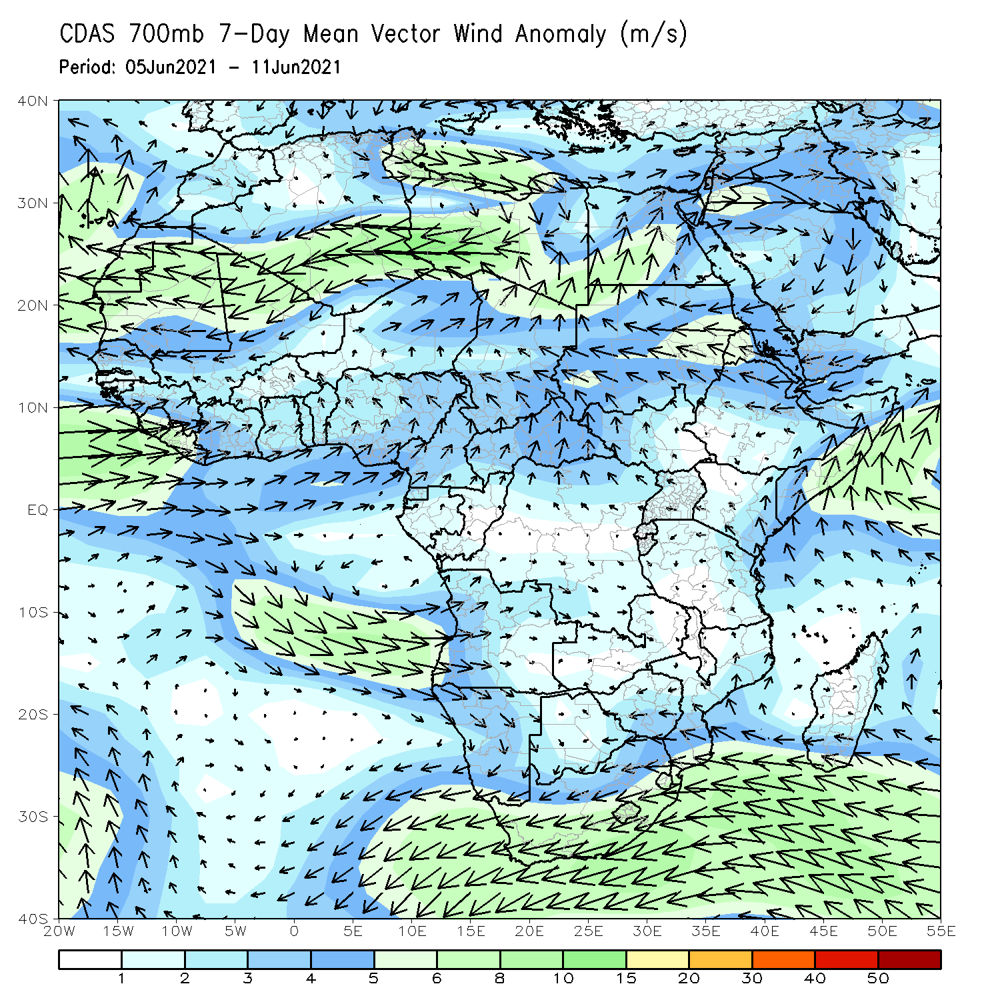 CDAS 700mb 7-Day Mean Vector Wind Anomaly (m/s)
Period: 05Jun2021 - 11Jun2021
40N
30N
20N
10N
EQ
10S
20S
30S
40S
20W 15W 10W 5W 0 5E 10E 15E 20E 25E 30E 35E 40E 45E 50E 55E
1 2 3 4 5 6 8 10 15 20 30 40 50